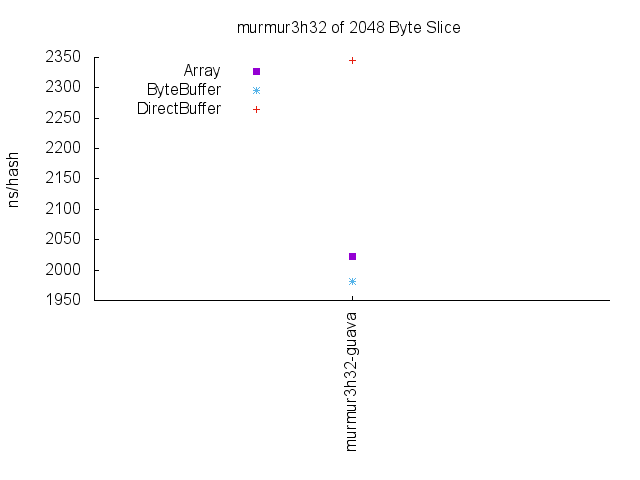 murmur3h32 of 2048 Byte Slice
2350
2300
2250
2200
2150
2100
2050
2000
1950
ns/hash
Array
ByteBuffer
DirectBuffer
murmur3h32-guava